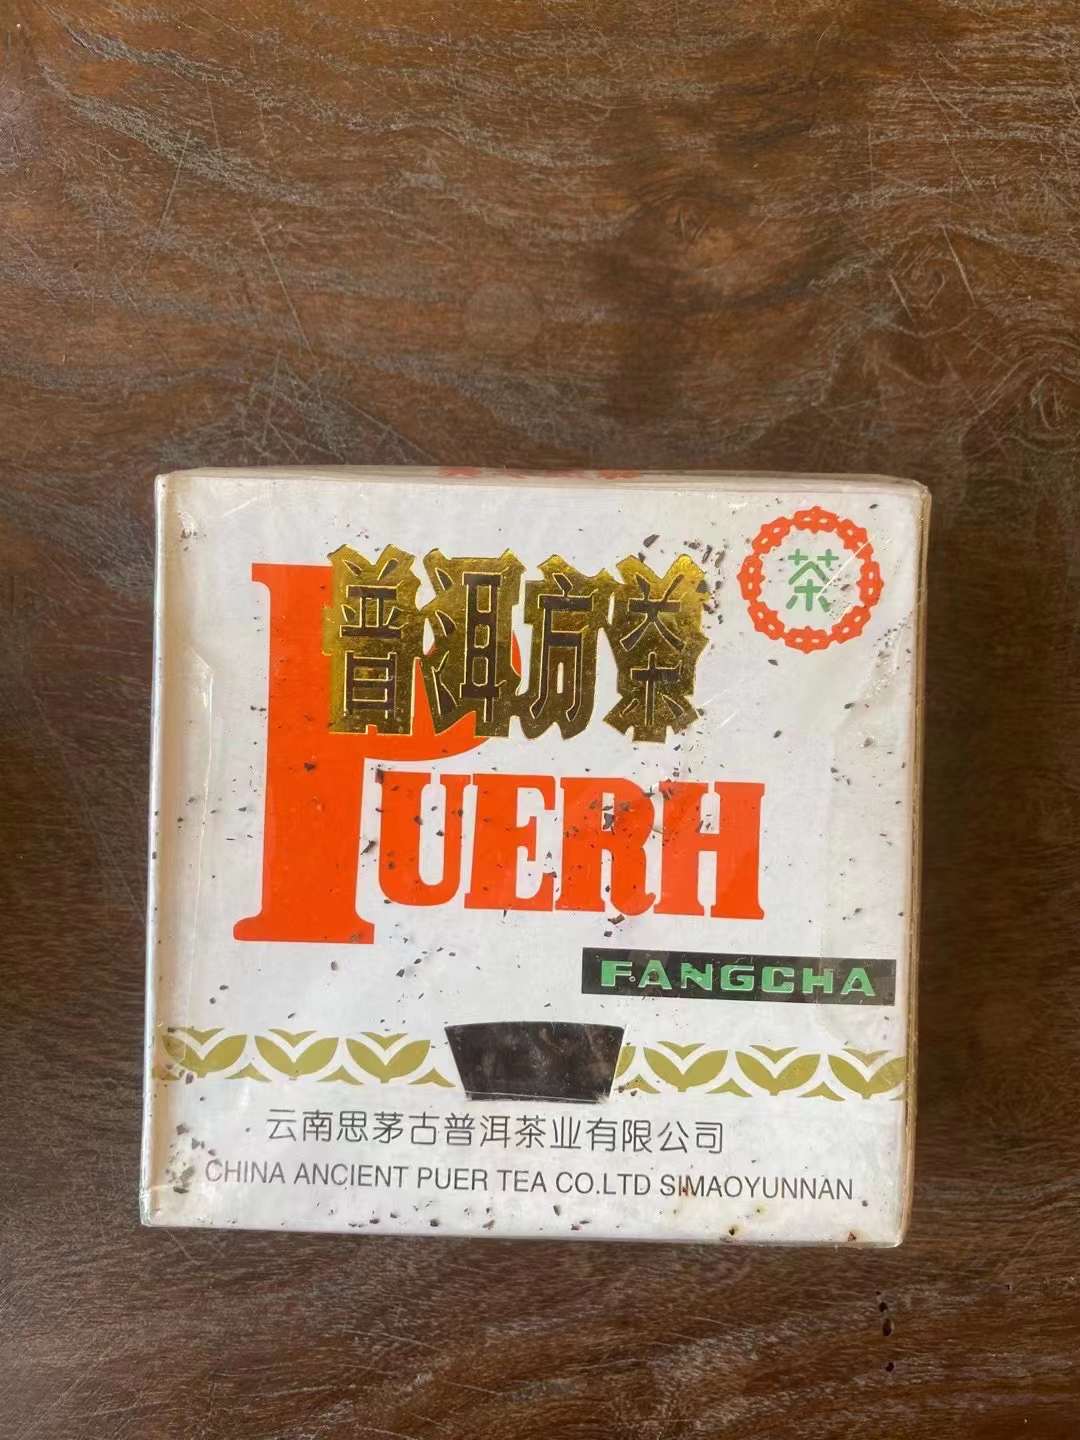 普洱方茶
茶
PUERH
FANGCHA
云南思茅古普洱茶业有限公司
CHINA ANCIENT PUER TEA CO.LTD SIMAOYUNNAN